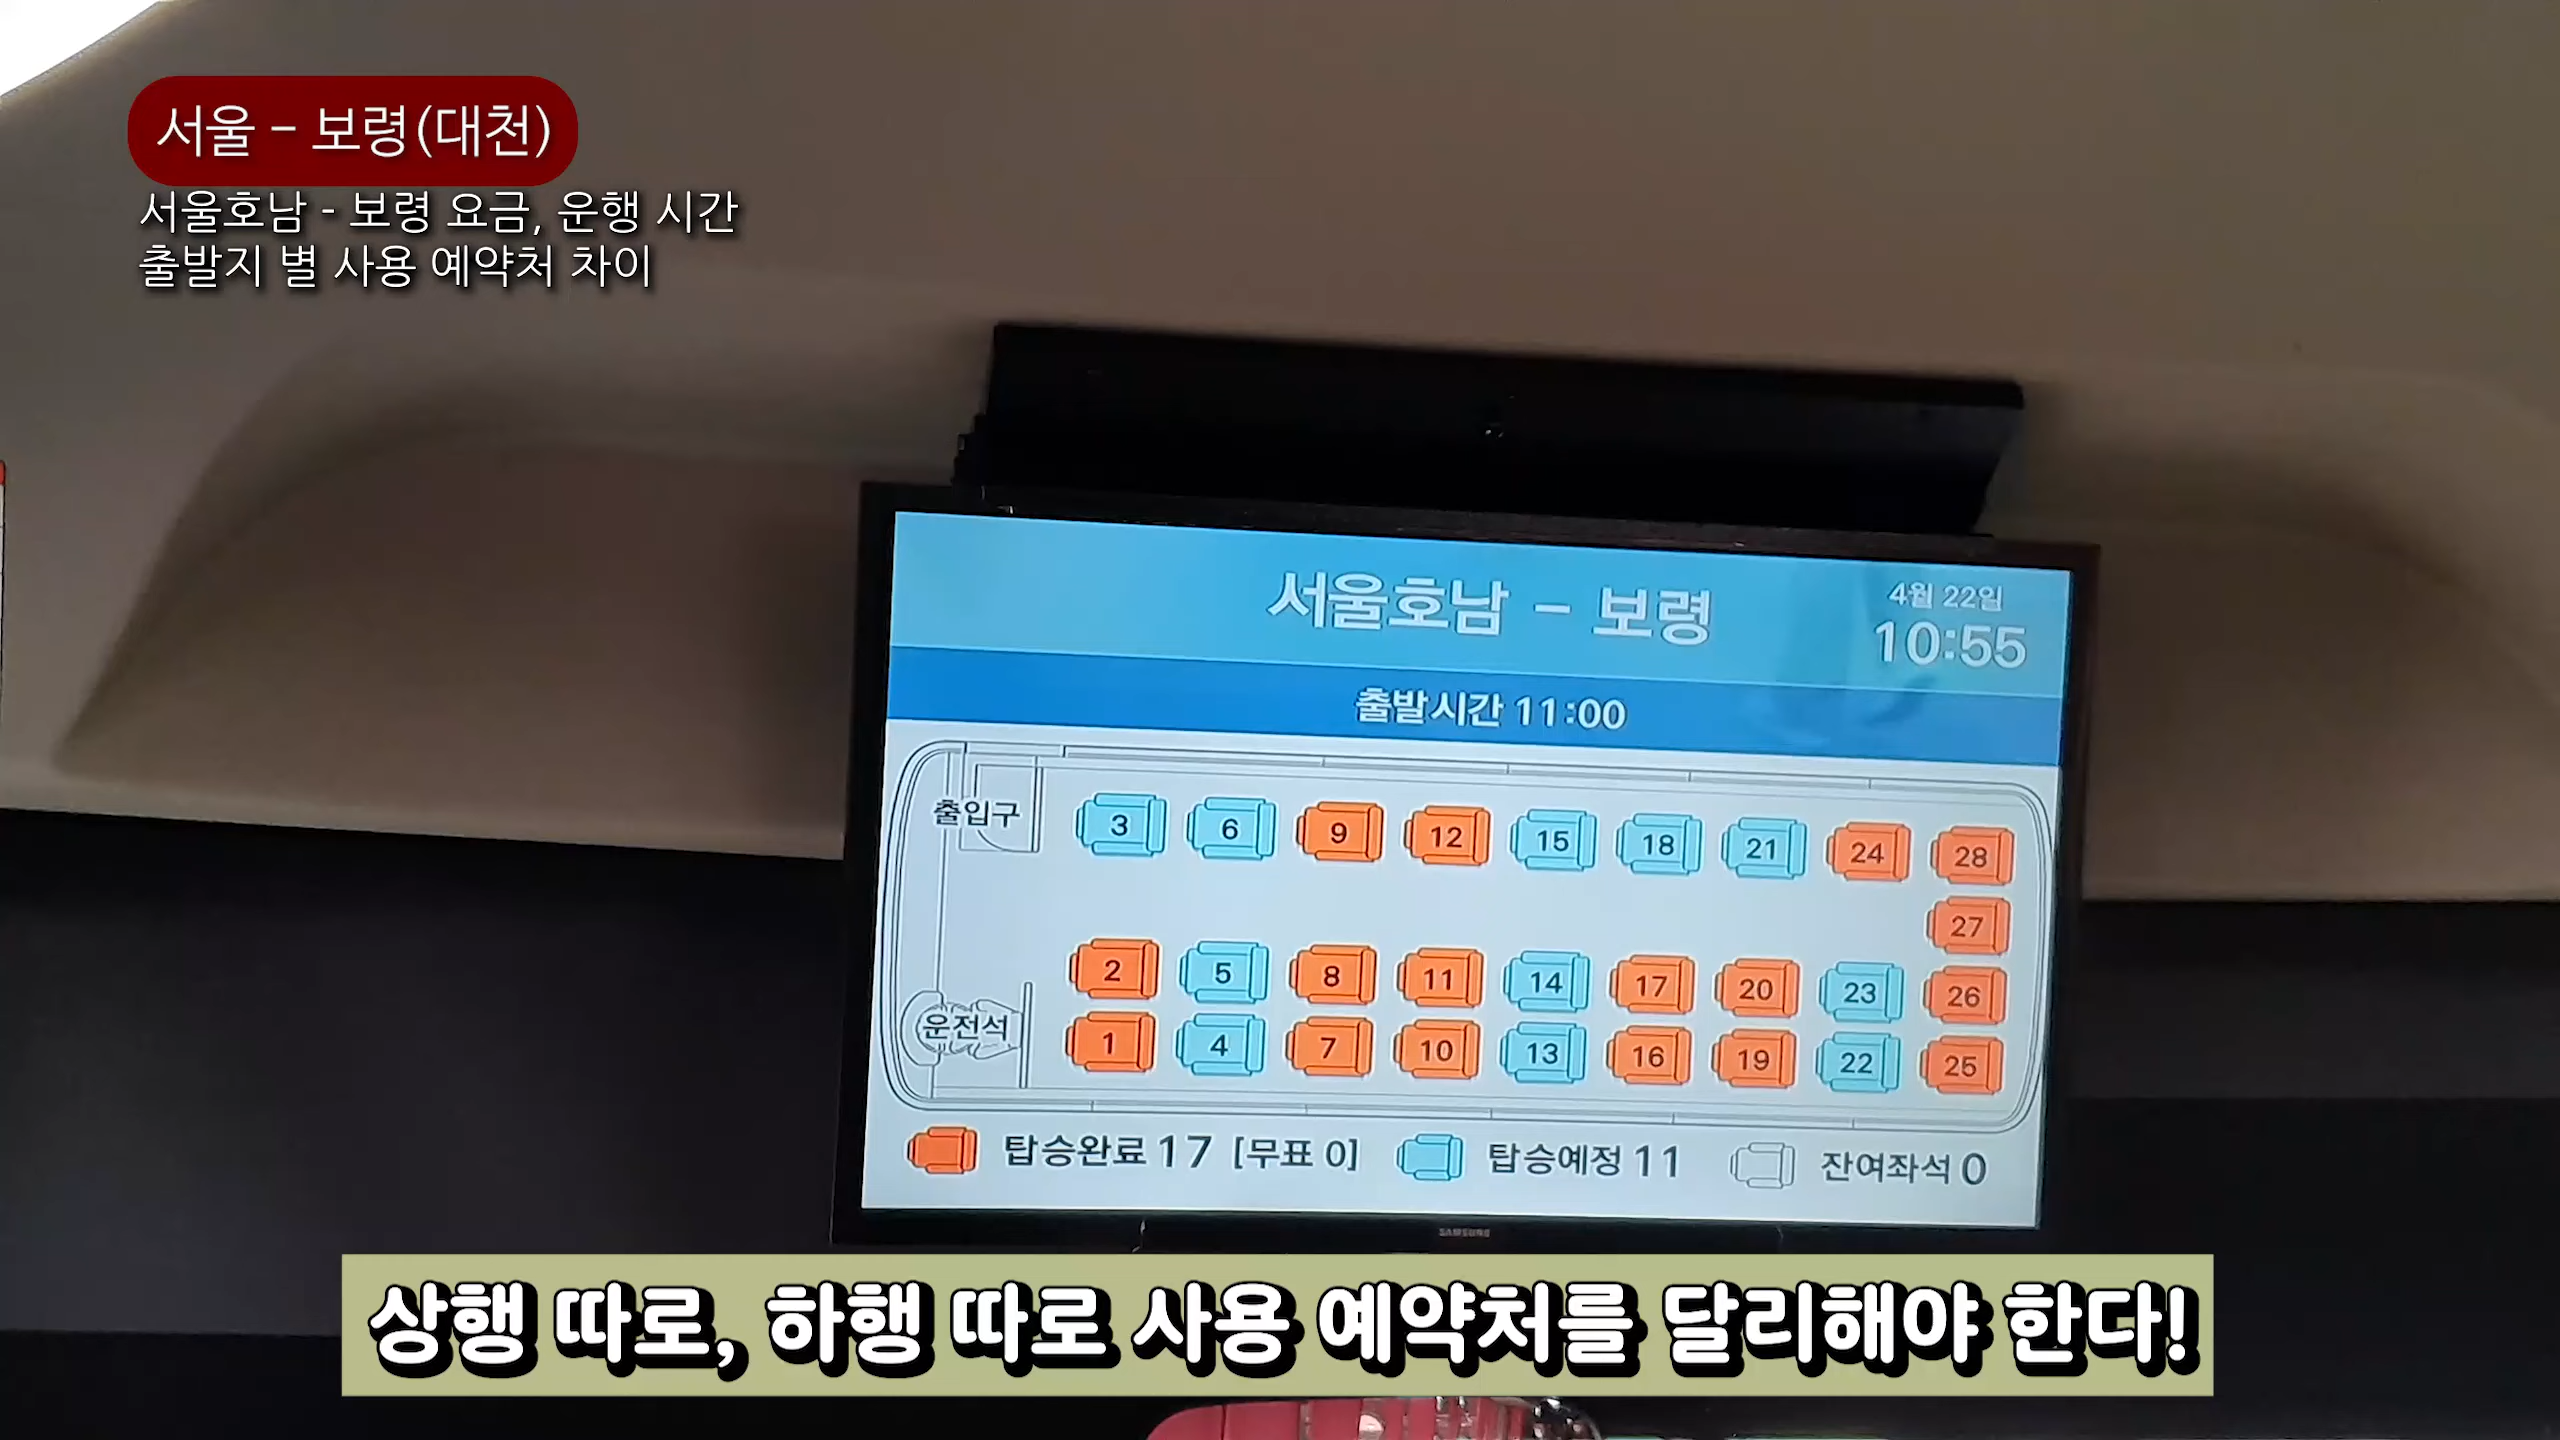 서울 - 보령(대천)
서울호남 - 보령 요금, 운행 시간
출발지 별 사용 예약처 차이
서울호남 - 보령
4월 22일
10:55
출발시간 11:00
출입구
3 6 9 12 15 18 21 24 28
27
2 5 8 11 14 17 20 23 26
운전석
1 4 7 10 13 16 19 22 25
탑승완료 17 [무표 0] 탑승예정 11 잔여좌석 0
SAMSUNG
상행 따로, 하행 따로 사용 예약처를 달리해야 한다!